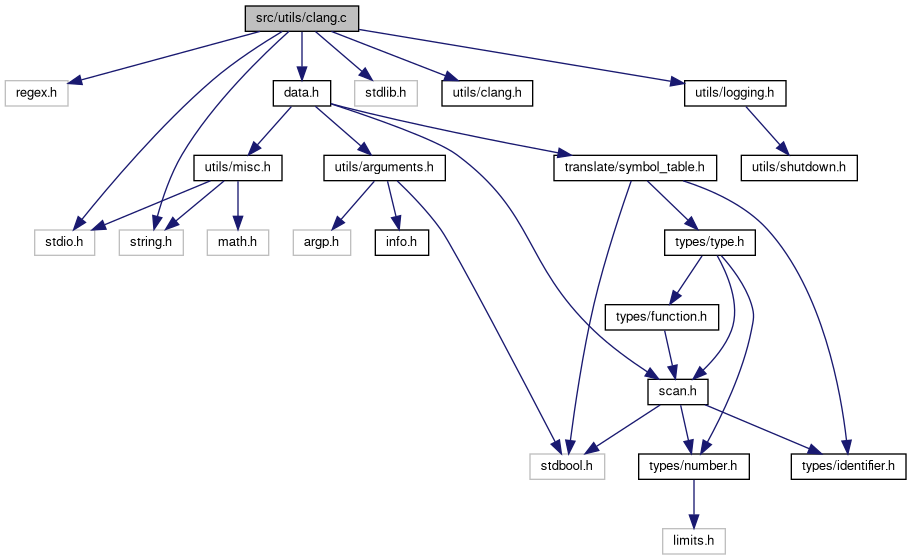 src/utils/clang.c
regex.h
data.h
stdlib.h
utils/clang.h
utils/logging.h
utils/misc.h
utils/arguments.h
translate/symbol_table.h
utils/shutdown.h
stdio.h
string.h
math.h
argp.h
info.h
types/type.h
types/function.h
scan.h
stdbool.h
types/number.h
types/identifier.h
limits.h